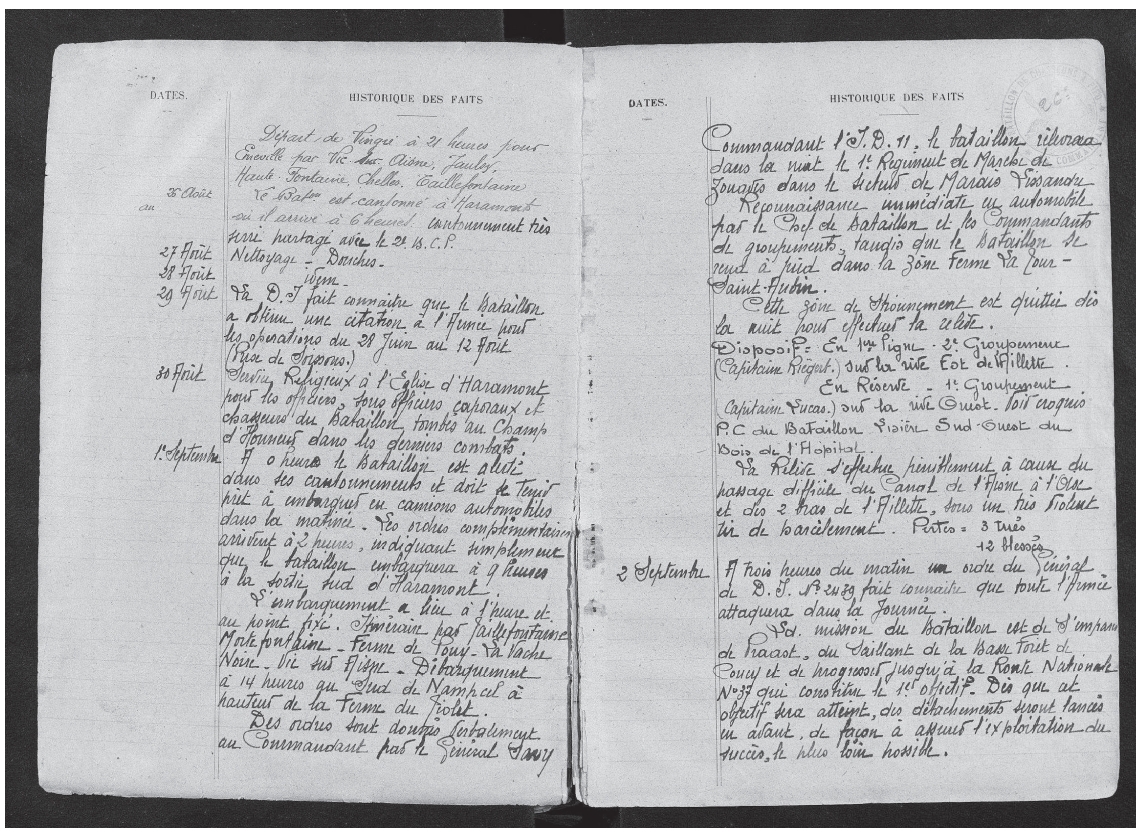 DATES.
HISTORIQUE DES FAITS
Départ de Vingré à 21 heures pour
Emeville par Vic sur Aisne, Jaulzy,
Haute Fontaine, Chelles, Taillefontaine
26 Août Le Baton est cantonné à Haramont
au où il arrive à 6 heures. cantonnement très
serré partagé avec le 2e B.C.P.
27 Août Nettoyage - Douches -
28 Août idem -
29 Août La D.I fait connaitre que le Bataillon
a obtenu une citation à l'Armée pour
les opérations du 28 Juin au 12 Août
(Prise de Soissons.)
30 Août Service Religieux à l'Eglise d'Haramont
pour les officiers, sous officiers caporaux et
chasseurs du Bataillon, tombés au Champ
d'Honneur dans les derniers combats.
1er Septembre A 0 heure le Bataillon est alerté
dans ses cantonnements et doit se tenir
prêt à embarquer en camions automobiles
dans la matinée. Les ordres complémentaires
arrivent à 2 heures, indiquant simplement
que le bataillon embarquera à 9 heures
à la sortie sud d'Haramont.
L'embarquement a lieu à l'heure et
au point fixé. Itinéraire par Taillefontaine
Mortefontaine - Ferme de Pouy - La Vache
Noire - Vic sur Aisne - Débarquement
à 14 heures au Sud de Nampcel à
hauteur de la Ferme du Fiolet.
Des ordres sont donnés verbalement
au Commandant par le Général
DATES.
HISTORIQUE DES FAITS
Commandant l'I.D. 11, le bataillon relèvera
dans la nuit le 1er Régiment de Marche de
Zouaves dans le secteur de Marais Lissandre
Reconnaissance immédiate en automobile
par le Chef de Bataillon et les Commandants
de groupements, tandis que le Bataillon se
rend à pied dans la zône Ferme La Tour -
Saint-Aubin.
Cette zône de Stationnement est quittée dès
la nuit pour effectuer la relève.
Dispositif = En 1ère Ligne - 2e Groupement
(Capitaine Riegert.) sur la rive Est de l'Ailette.
En Réserve - 1er Groupement
(Capitaine Lucas.) sur la rive Ouest. Voir croquis
P.C du Bataillon Lisière Sud-Ouest du
Bois de l'Hôpital.
La Relève s'effectue péniblement à cause du
passage difficile du Canal de l'Aisne à l'Oise
et des 2 bras de l'Ailette, sous un très violent
tir de harcèlement. Pertes = 3 tués
12 blessés
2 Septembre A trois heures du matin un ordre du Général
de D.I. No 2439 fait connaitre que toute l'Armée
attaquera dans la Journée.
La mission du Bataillon est de s'emparer
de Praast, du Saillant de la Basse Forêt de
Coucy et de progresser jusqu'à la Route Nationale
No 37 qui constitue le 1er objectif. Dès que cet
objectif sera atteint, des détachements seront lancés
en avant, de façon à assurer l'exploitation du
succès, le plus loin possible.